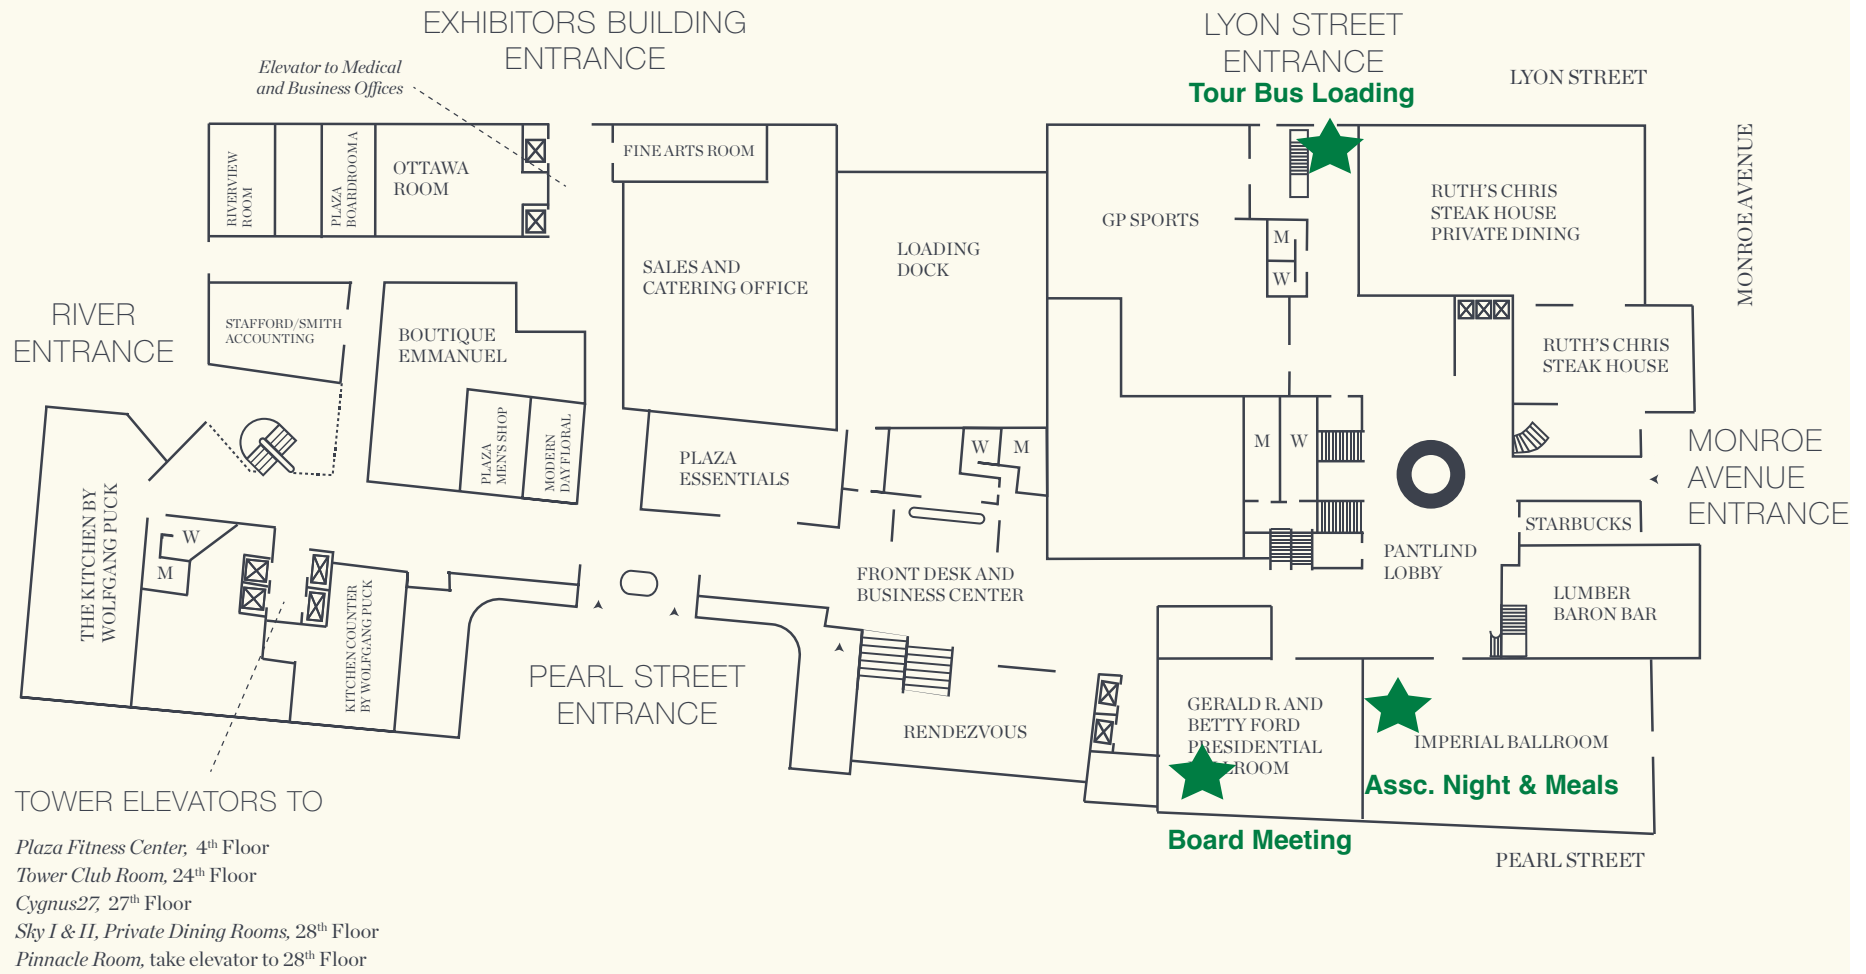 EXHIBITORS BUILDING
ENTRANCE
LYON STREET
ENTRANCE
Tour Bus Loading
LYON STREET
Elevator to Medical
and Business Offices
MONROE AVENUE
RIVERVIEW
ROOM
PLAZA
BOARDROOM A
OTTAWA
ROOM
FINE ARTS ROOM
SALES AND
CATERING OFFICE
LOADING
DOCK
GP SPORTS
M
W
RUTH'S CHRIS
STEAK HOUSE
PRIVATE DINING
RIVER
ENTRANCE
STAFFORD/SMITH
ACCOUNTING
BOUTIQUE
EMMANUEL
RUTH'S CHRIS
STEAK HOUSE
PLAZA
MEN'S SHOP
MODERN
DAY FLORAL
PLAZA
ESSENTIALS
W
M
M
W
MONROE
AVENUE
ENTRANCE
THE KITCHEN BY
WOLFGANG PUCK
W
M
STARBUCKS
PANTLIND
LOBBY
FRONT DESK AND
BUSINESS CENTER
LUMBER
BARON BAR
KITCHEN COUNTER
BY WOLFGANG PUCK
PEARL STREET
ENTRANCE
RENDEZVOUS
GERALD R. AND
BETTY FORD
PRESIDENTIAL
LROOM
IMPERIAL BALLROOM
Assc. Night & Meals
Board Meeting
PEARL STREET
TOWER ELEVATORS TO
Plaza Fitness Center, 4th Floor
Tower Club Room, 24th Floor
Cygnus27, 27th Floor
Sky I & II, Private Dining Rooms, 28th Floor
Pinnacle Room, take elevator to 28th Floor